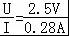 U/I = 2.5V/0.28A